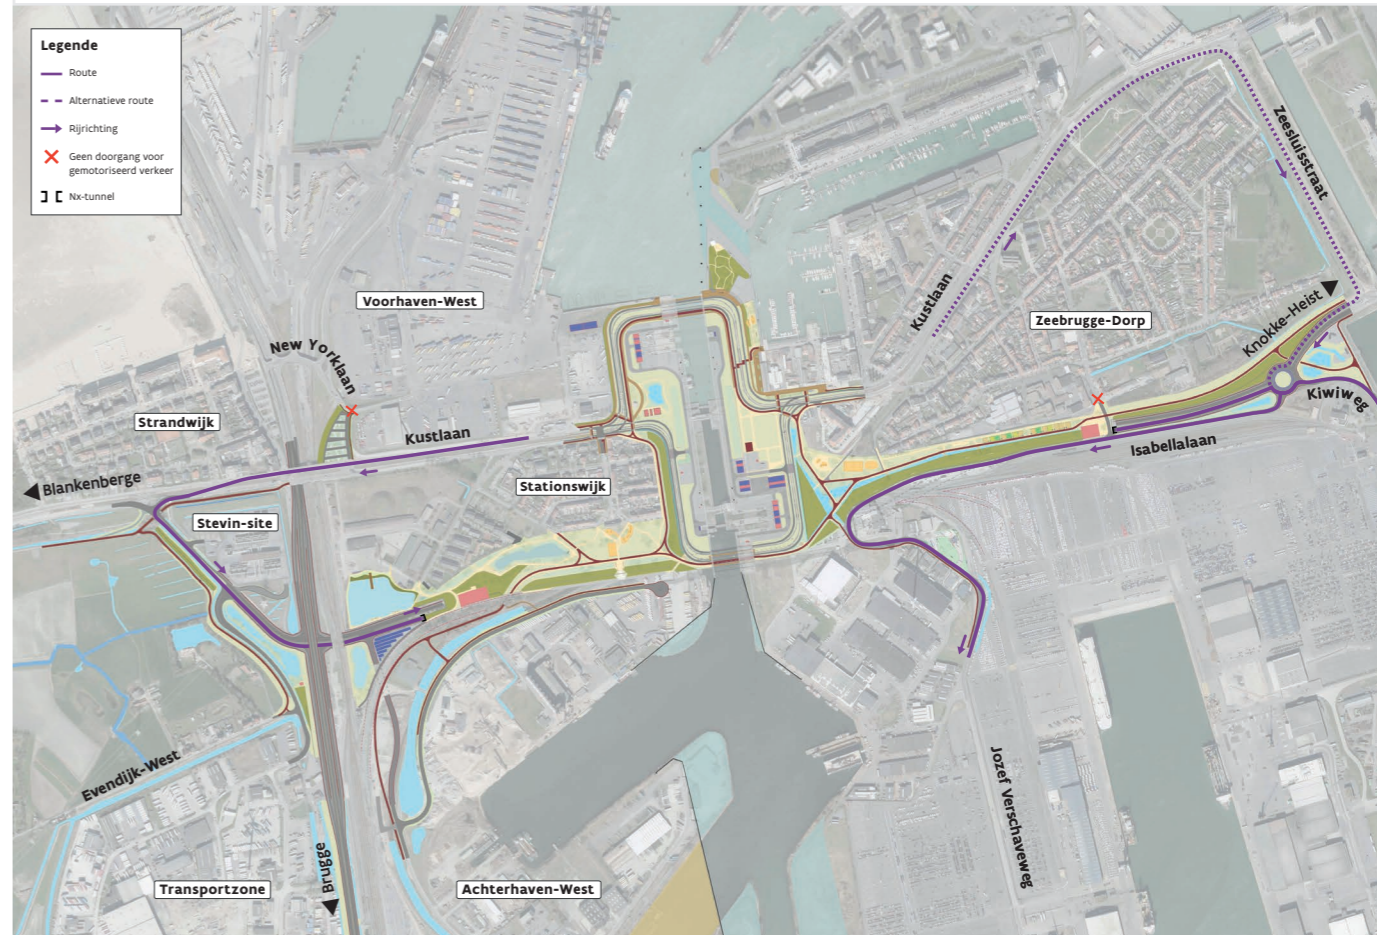 Legende
Route
Alternatieve route
Rijrichting
Geen doorgang voor
gemotoriseerd verkeer
Nx-tunnel
Zeesluisstraat
Kustlaan
Voorhaven-West
Zeebrugge-Dorp
Knokke-Heist
New Yorklaan
Kiwiweg
Strandwijk
Kustlaan
Isabellalaan
Blankenberge
Stationswijk
Stevin-site
Evendijk-West
Jozef Verschaveweg
Brugge
Transportzone
Achterhaven-West